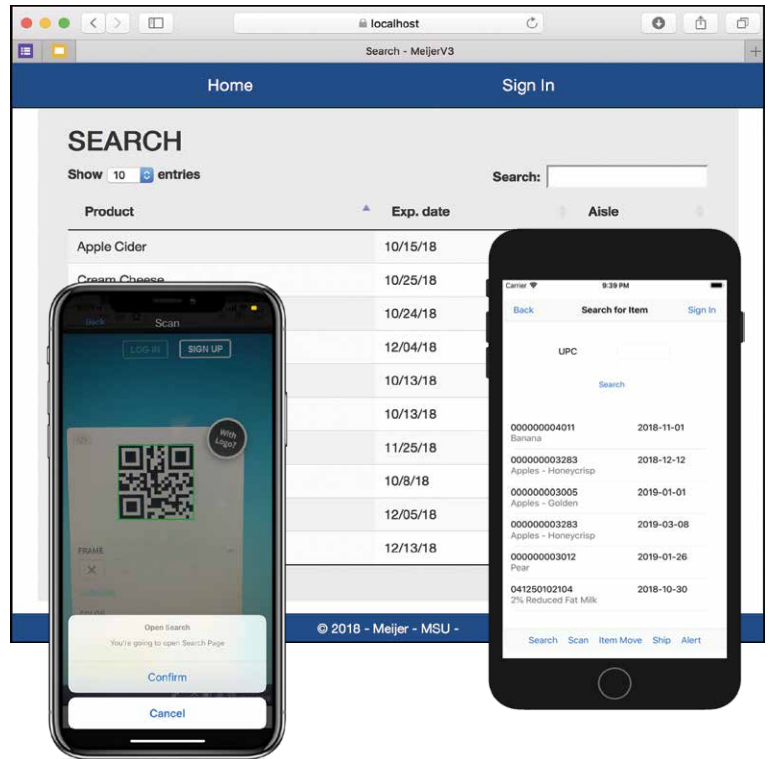 localhost
Search - MeijerV3
Home Sign In
SEARCH
Show 10 entries
Search:
Product Exp. date Aisle
Apple Cider 10/15/18
Cream Cheese 10/25/18
10/24/18
12/04/18
10/13/18
10/13/18
11/25/18
10/8/18
12/05/18
12/13/18
© 2018 - Meijer - MSU -
Back Scan
LOG IN SIGN UP
With
Logo?
FRAME
COLOR
Open Search
You're going to open Search Page
Confirm
Cancel
Carrier 9:39 PM
Back Search for Item Sign In
UPC
Search
000000004011 2018-11-01
Banana
000000003283 2018-12-12
Apples - Honeycrisp
000000003005 2019-01-01
Apples - Golden
000000003283 2019-03-08
Apples - Honeycrisp
000000003012 2019-01-26
Pear
041250102104 2018-10-30
2% Reduced Fat Milk
Search Scan Item Move Ship Alert